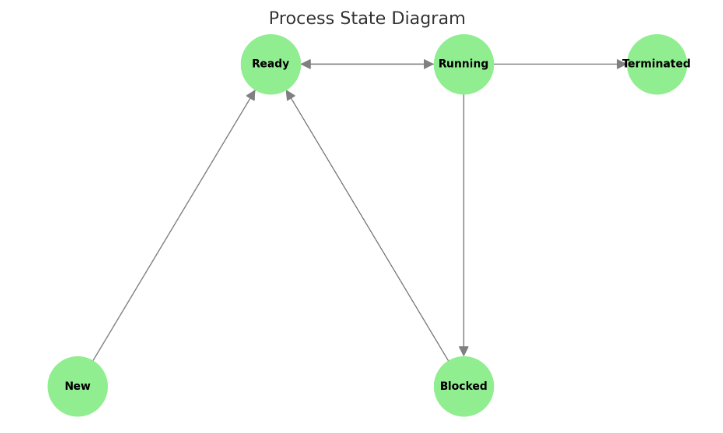 Process State Diagram
Ready
Running
Terminated
New
Blocked